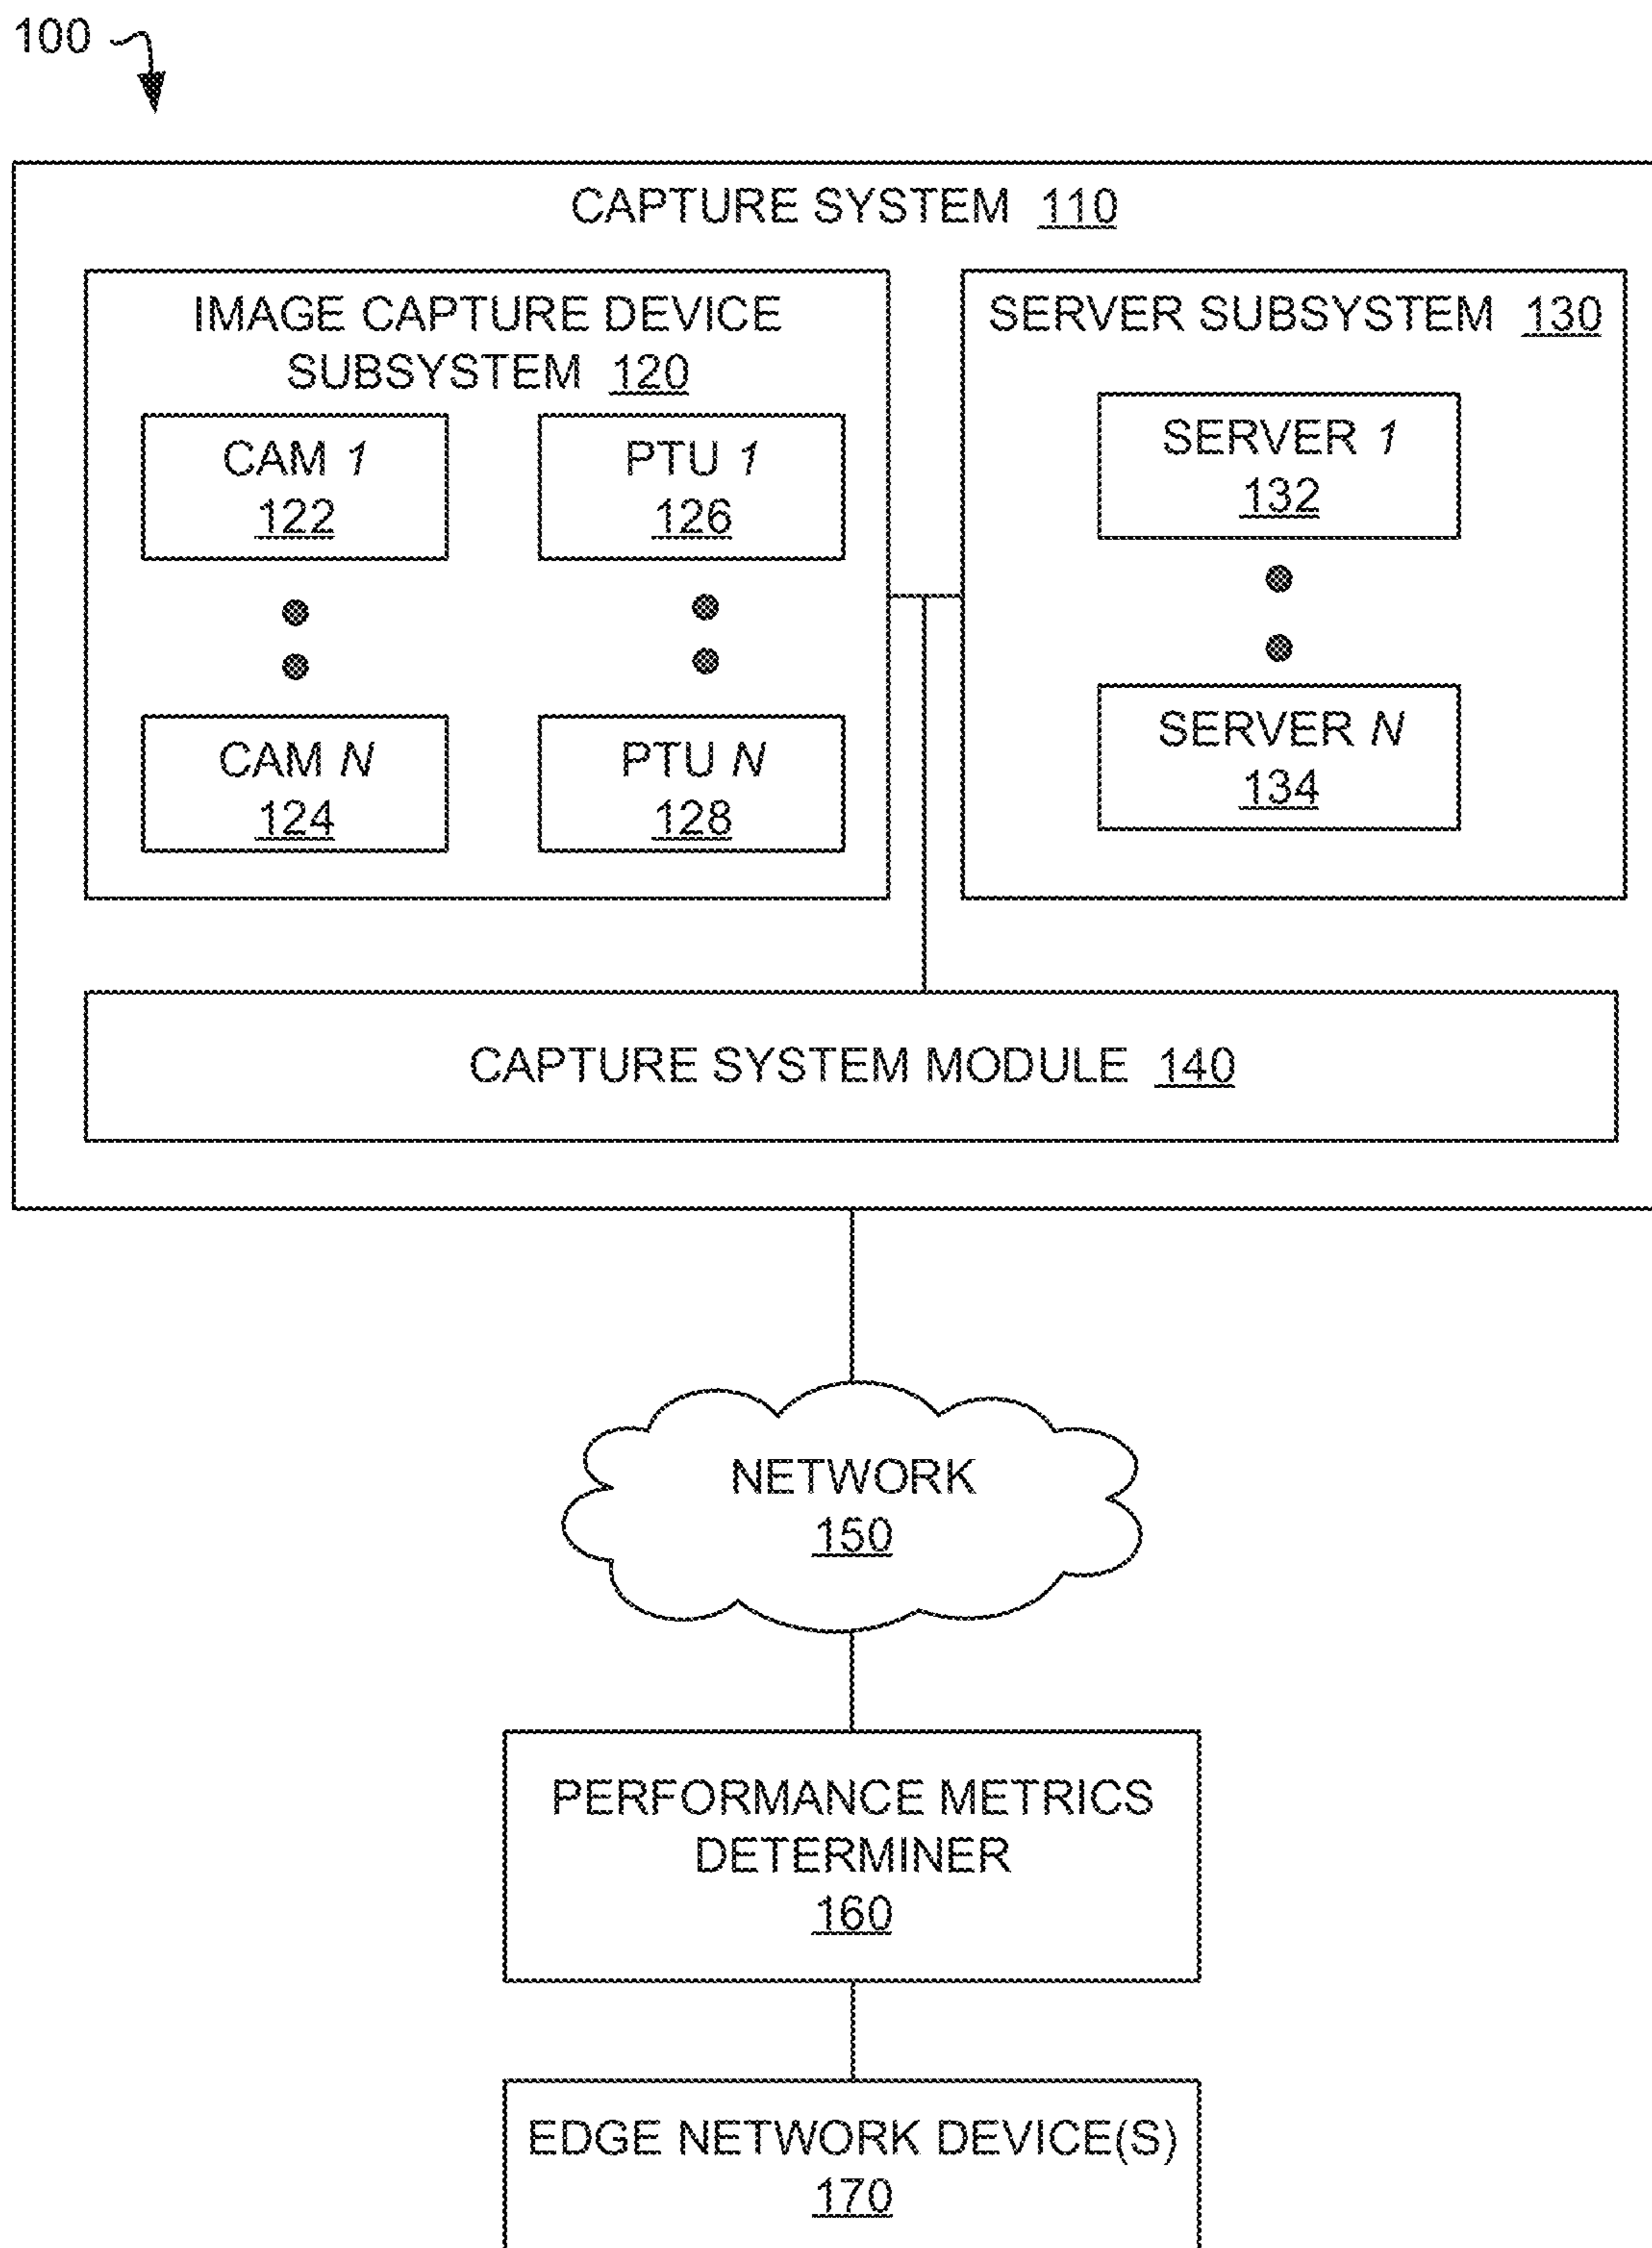 100
CAPTURE SYSTEM 110
IMAGE CAPTURE DEVICE
SUBSYSTEM 120
CAM 1
122
PTU 1
126
CAM N
124
PTU N
128
SERVER SUBSYSTEM 130
SERVER 1
132
SERVER N
134
CAPTURE SYSTEM MODULE 140
NETWORK
150
PERFORMANCE METRICS
DETERMINER
160
EDGE NETWORK DEVICE(S)
170